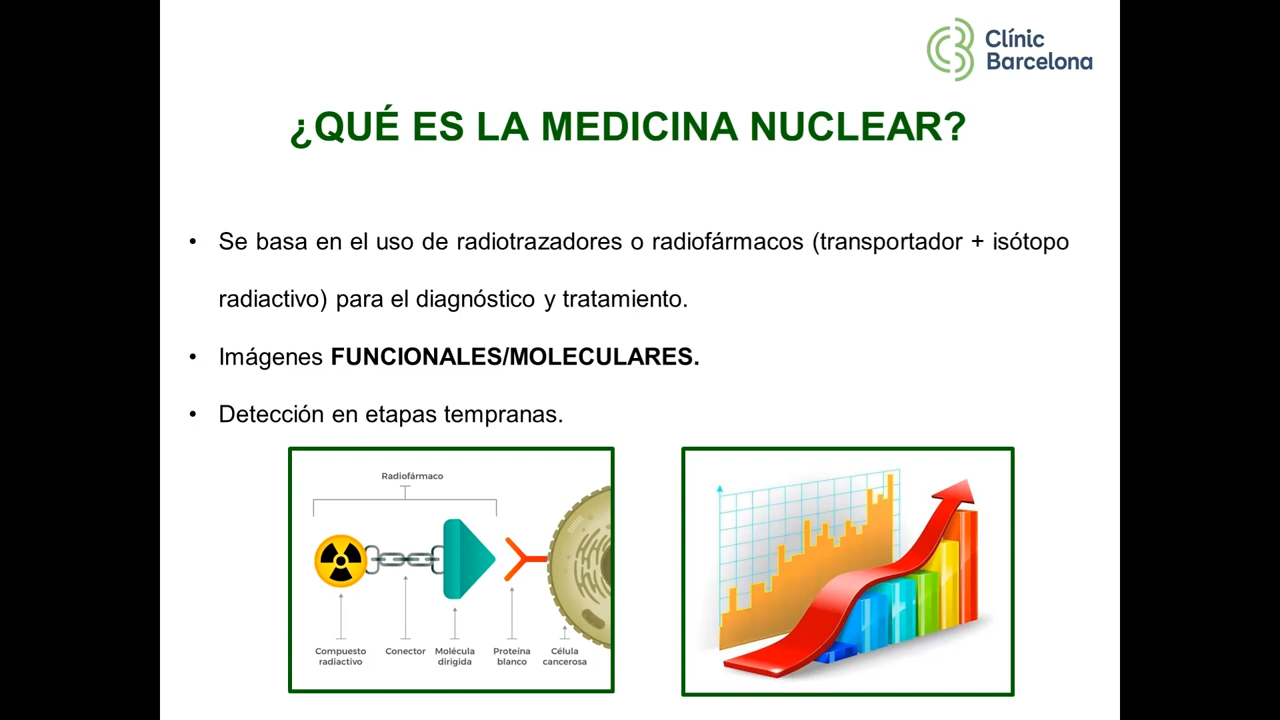 Clínic
Barcelona
¿QUÉ ES LA MEDICINA NUCLEAR?
• Se basa en el uso de radiotrazadores o radiofármacos (transportador + isótopo
radiactivo) para el diagnóstico y tratamiento.
• Imágenes FUNCIONALES/MOLECULARES.
• Detección en etapas tempranas.
Radiofármaco
Compuesto
radiactivo
Conector
Molécula
dirigida
Proteína
blanco
Célula
cancerosa